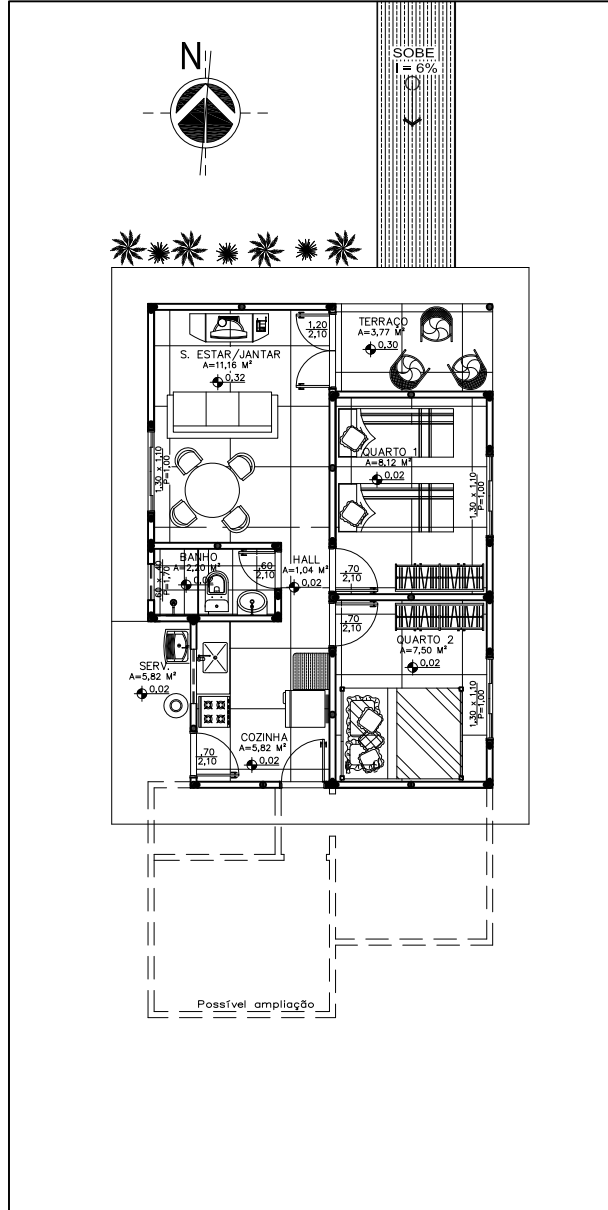 N
SOBE
I = 6%
TERRAÇO
A=3,77 M²
0,30
1,20
2,10
S. ESTAR/JANTAR
A=11,16 M²
0,32
QUARTO 1
A=8,12 M²
0,02
1,30 x 1,10
P=1,00
1,30 x 1,10
P=1,00
BANHO
A=2,20 M²
,60
2,10
HALL
A=1,04 M²
0,02
,70
2,10
P=1,70
,70
2,10
QUARTO 2
A=7,50 M²
0,02
SERV.
A=5,82 M²
0,02
1,30 x 1,10
P=1,00
COZINHA
A=5,82 M²
0,02
,70
2,10
Possível ampliação